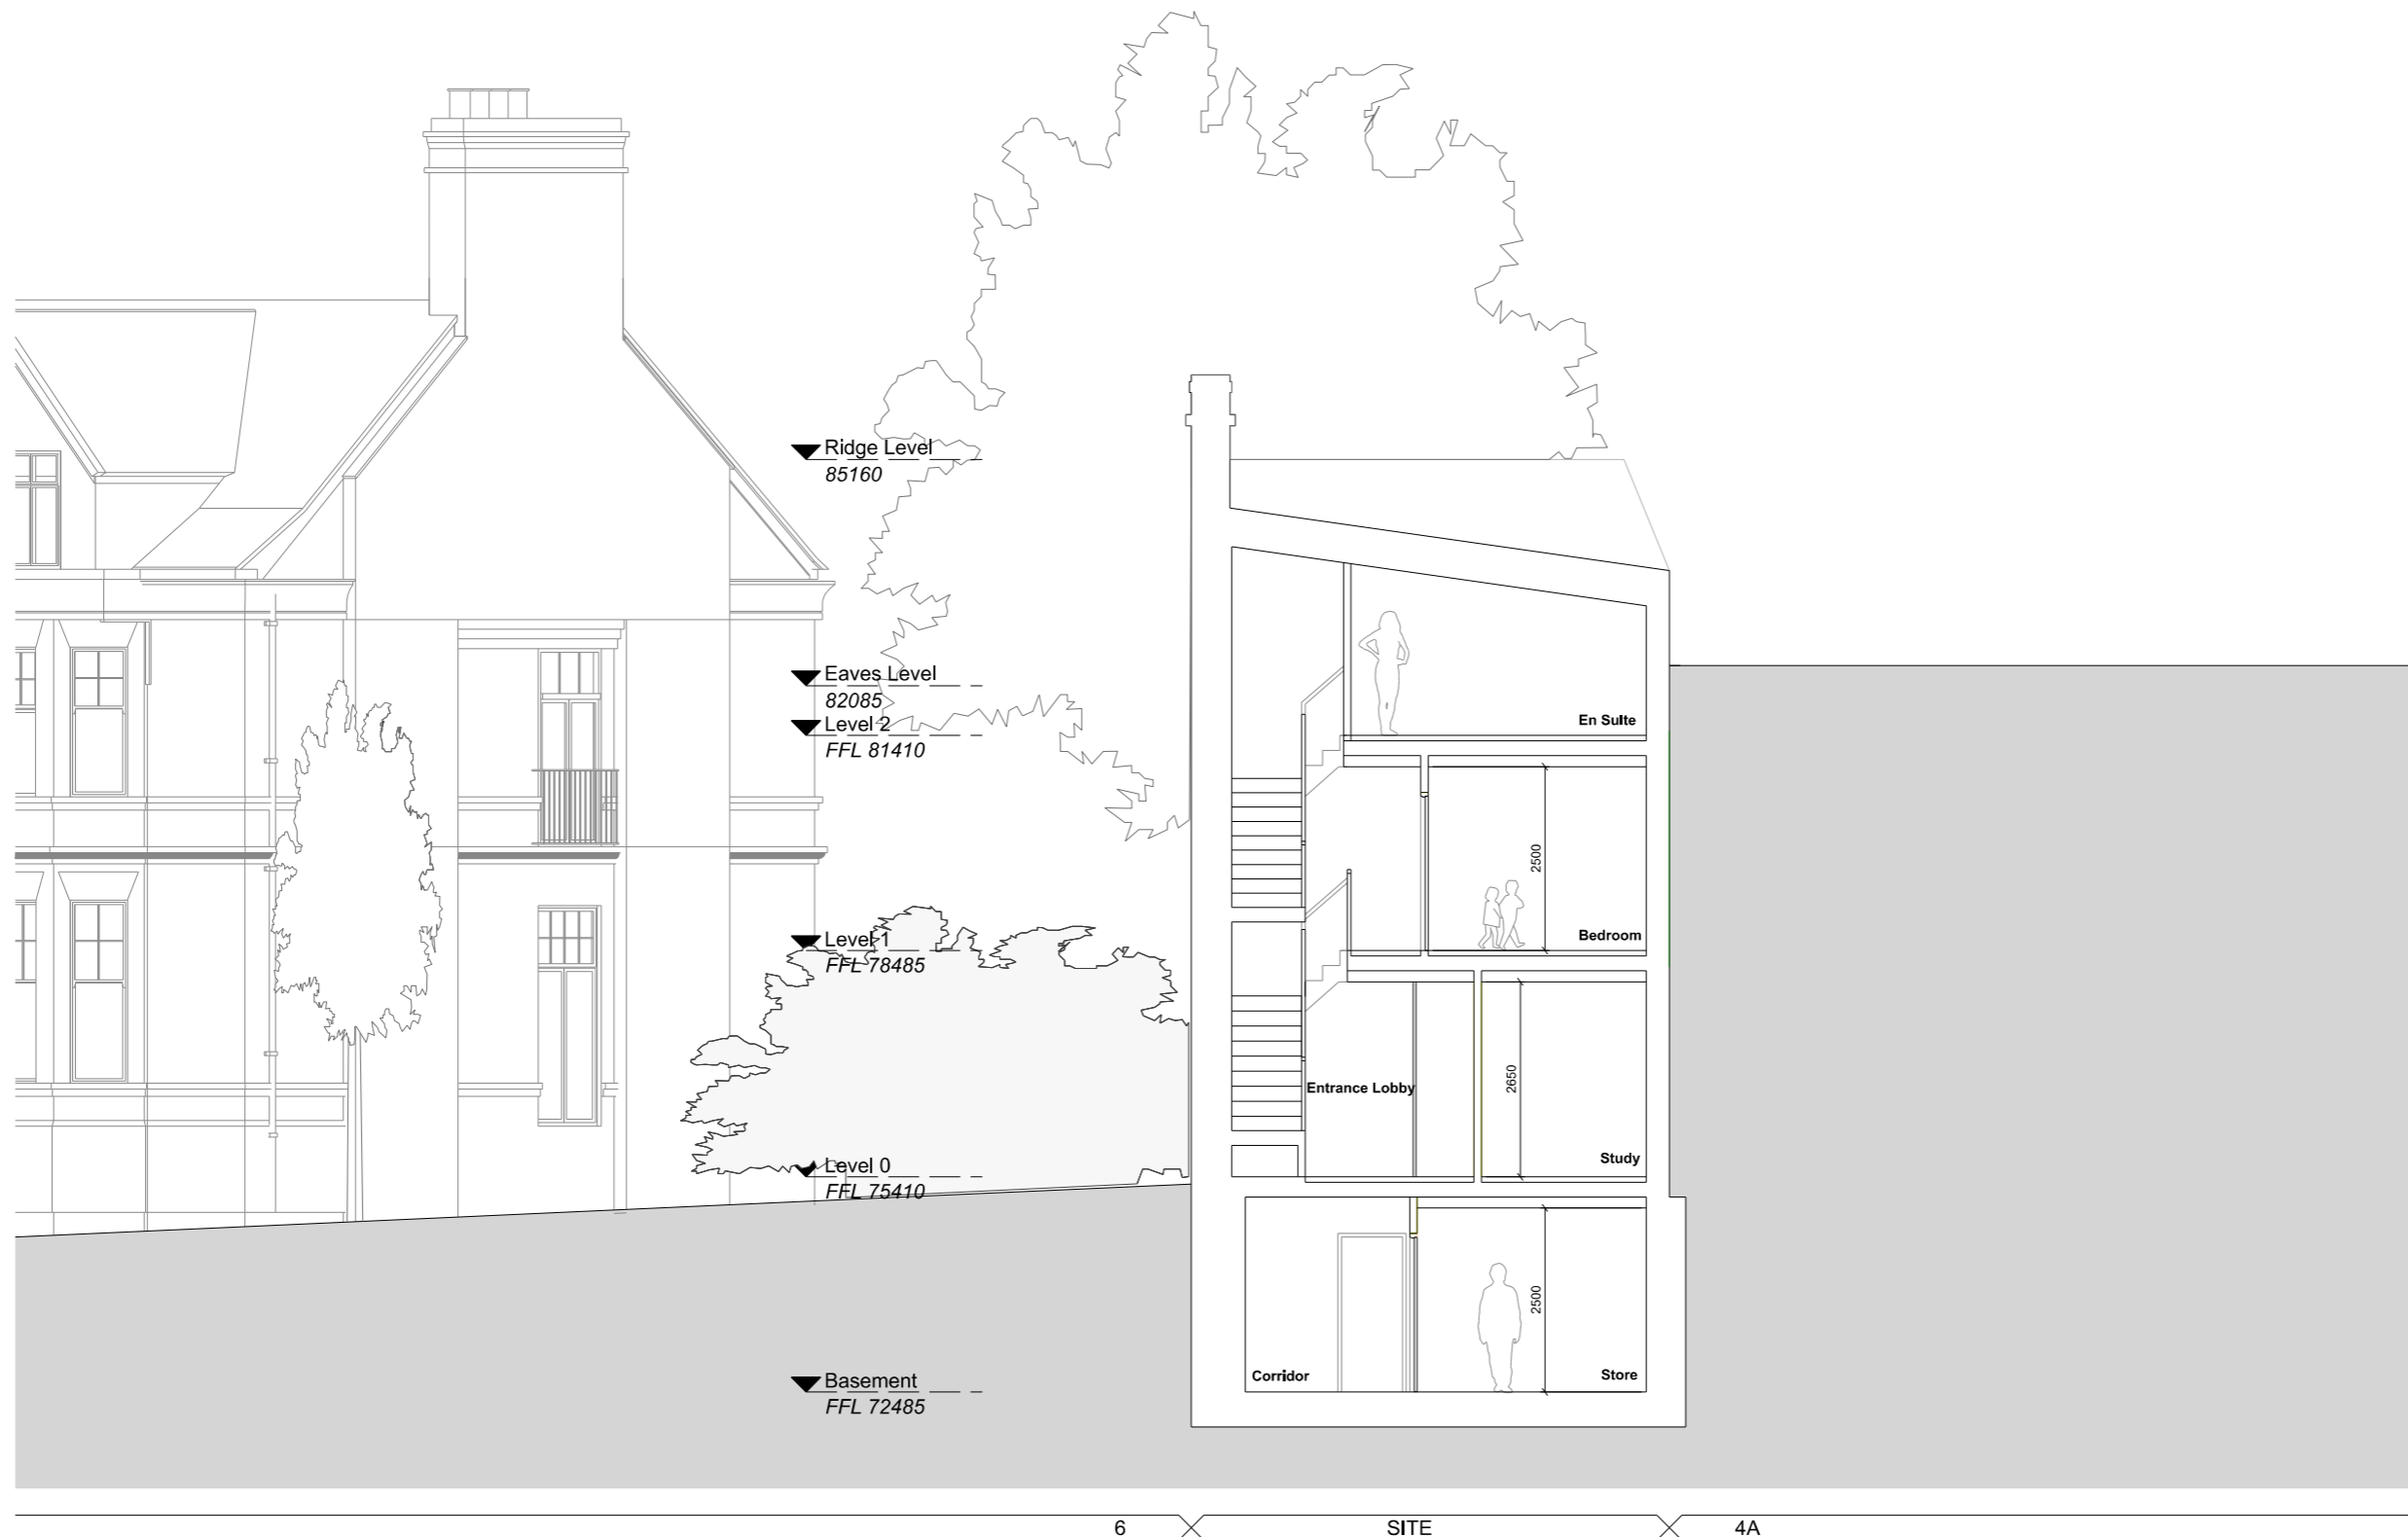 Ridge Level
85160
Eaves Level
82085
Level 2
FFL 81410
En Suite
2500
Level 1
FFL 78485
Bedroom
2650
Entrance Lobby
Level 0
FFL 75410
Study
2500
Basement
FFL 72485
Corridor
Store
6
SITE
4A